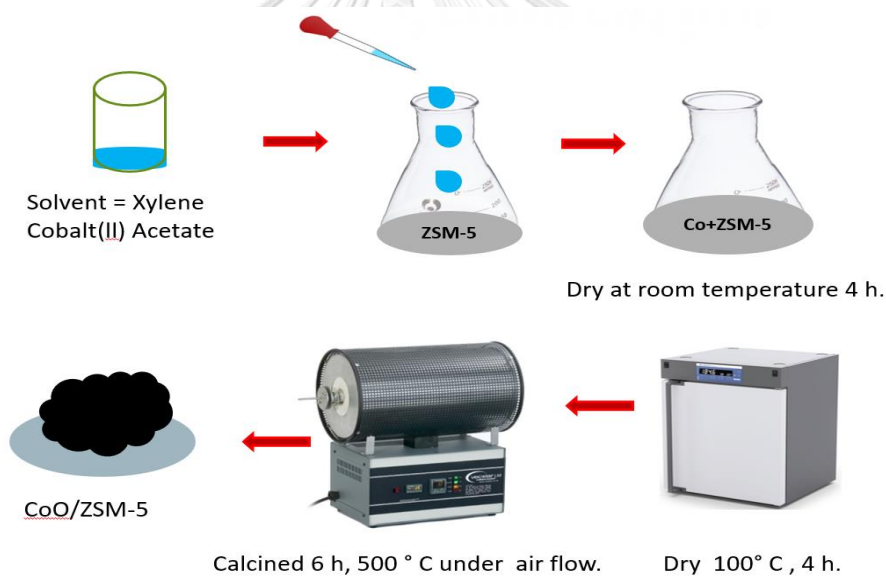 Solvent = Xylene
Cobalt(II) Acetate
ZSM-5
Co+ZSM-5
Dry at room temperature 4 h.
CoO/ZSM-5
Calcined 6 h, 500 ° C under air flow.
Dry 100° C , 4 h.